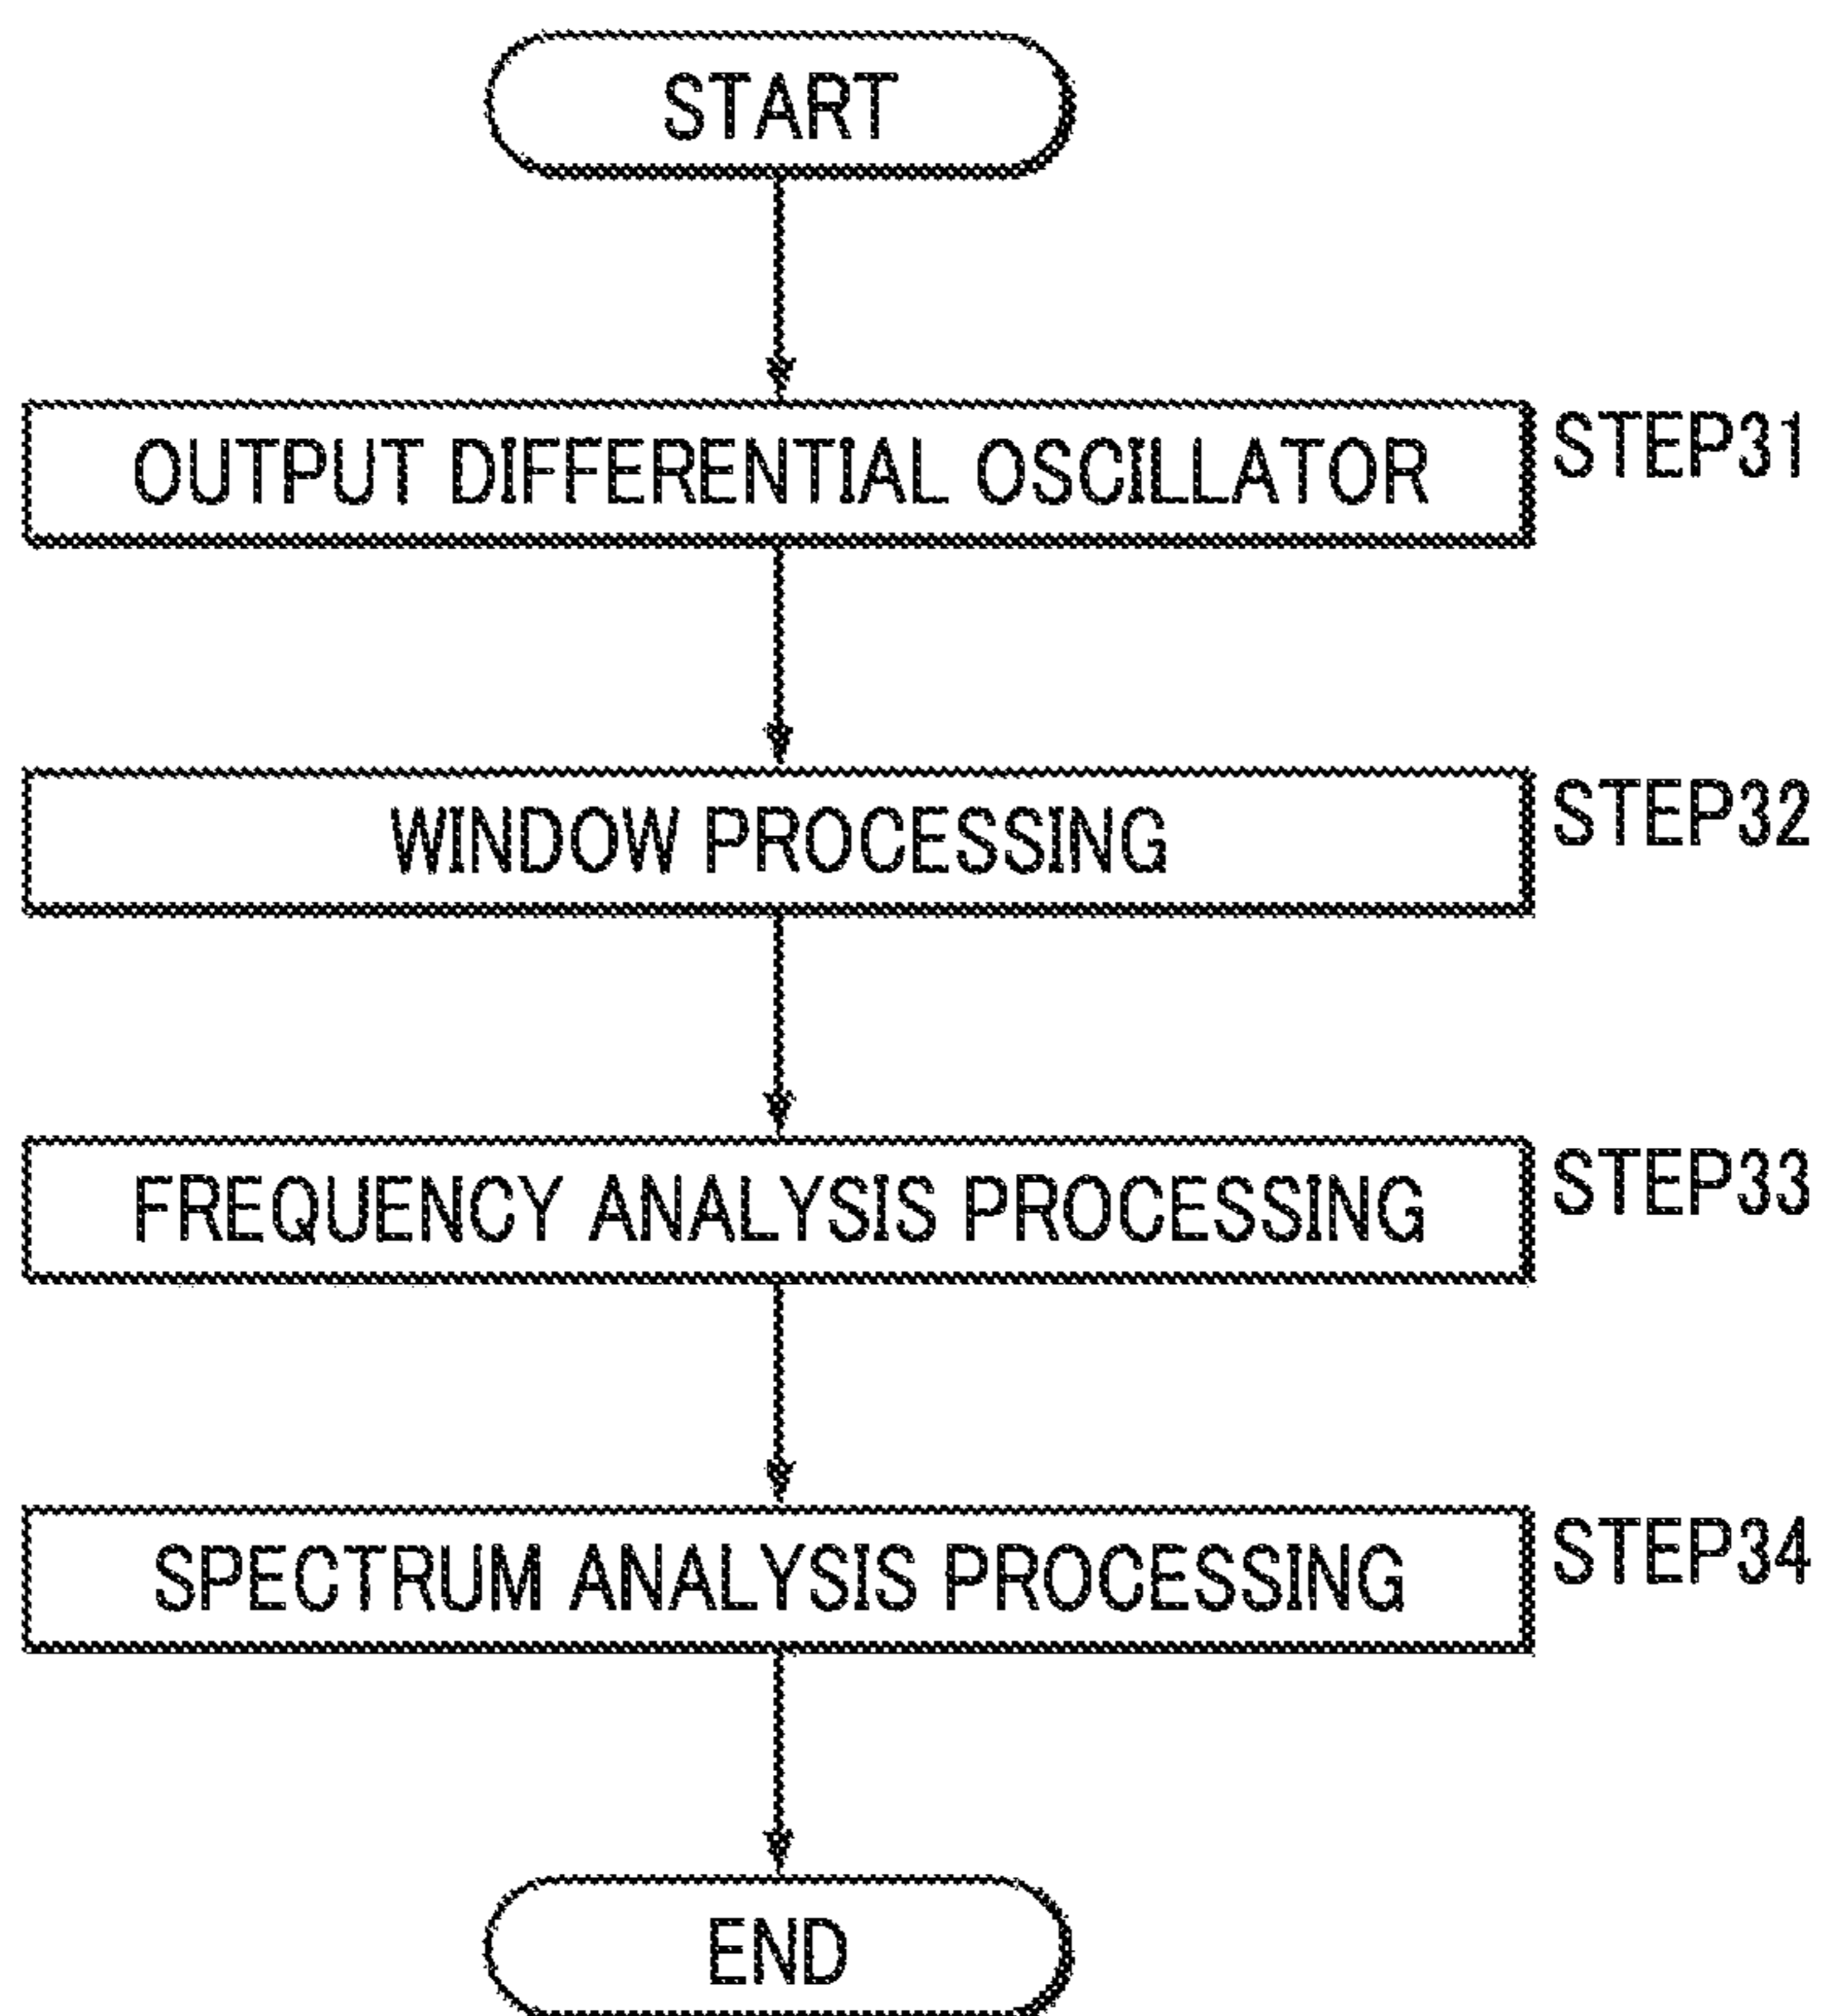 START
OUTPUT DIFFERENTIAL OSCILLATOR STEP31
WINDOW PROCESSING STEP32
FREQUENCY ANALYSIS PROCESSING STEP33
SPECTRUM ANALYSIS PROCESSING STEP34
END